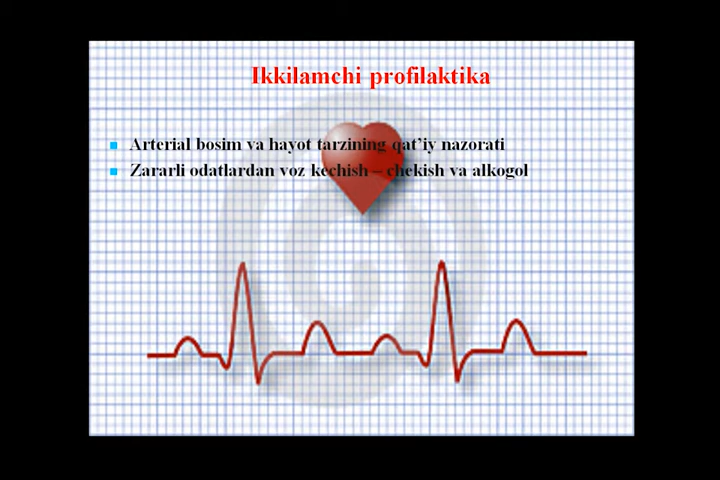 Ikkilamchi profilaktika
Arterial bosim va hayot tarzining qat’iy nazorati
Zararli odatlardan voz kechish – chekish va alkogol